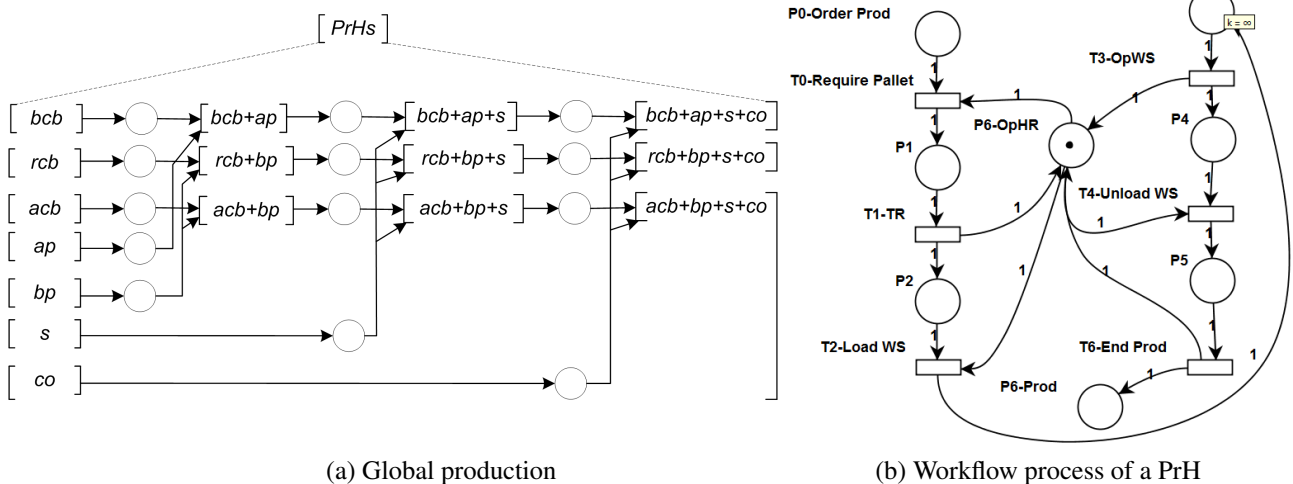 [PrHs]
[bcb] [bcb+ap] [bcb+ap+s] [bcb+ap+s+co]
[rcb] [rcb+bp] [rcb+bp+s] [rcb+bp+s+co]
[acb] [acb+bp] [acb+bp+s] [acb+bp+s+co]
[ap]
[bp]
[s]
[co]
(a) Global production
P0-Order Prod
k = ∞
1
1
T3-OpWS
T0-Require Pallet
1
1
1
1
P6-OpHR
P4
P1
1
T4-Unload WS
1
T1-TR
1
1
1
P5
1
1
1
P2
1
1
T2-Load WS
T6-End Prod
1
1
P6-Prod
(b) Workflow process of a PrH